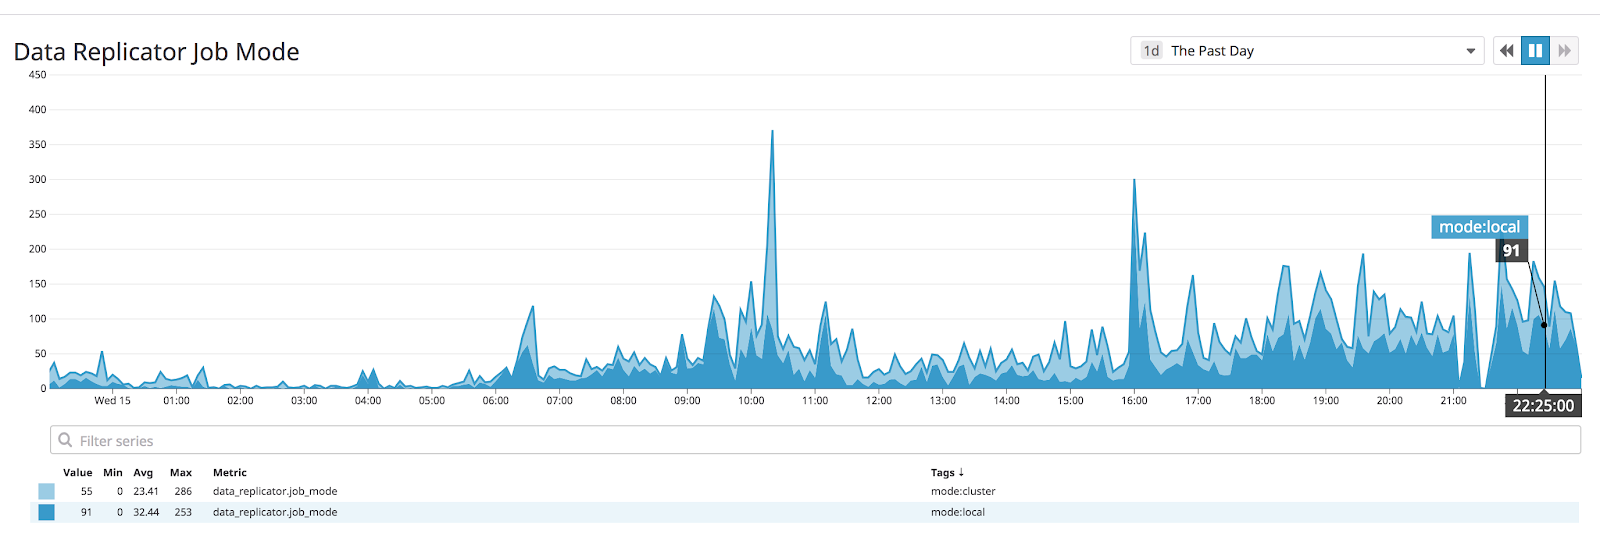 Data Replicator Job Mode
1d The Past Day
450
400
350
300
250
200
150
100
50
0
mode:local
91
Wed 15 01:00 02:00 03:00 04:00 05:00 06:00 07:00 08:00 09:00 10:00 11:00 12:00 13:00 14:00 15:00 16:00 17:00 18:00 19:00 20:00 21:00
22:25:00
Filter series
Value Min Avg Max Metric Tags ↓
55 0 23.41 286 data_replicator.job_mode mode:cluster
91 0 32.44 253 data_replicator.job_mode mode:local